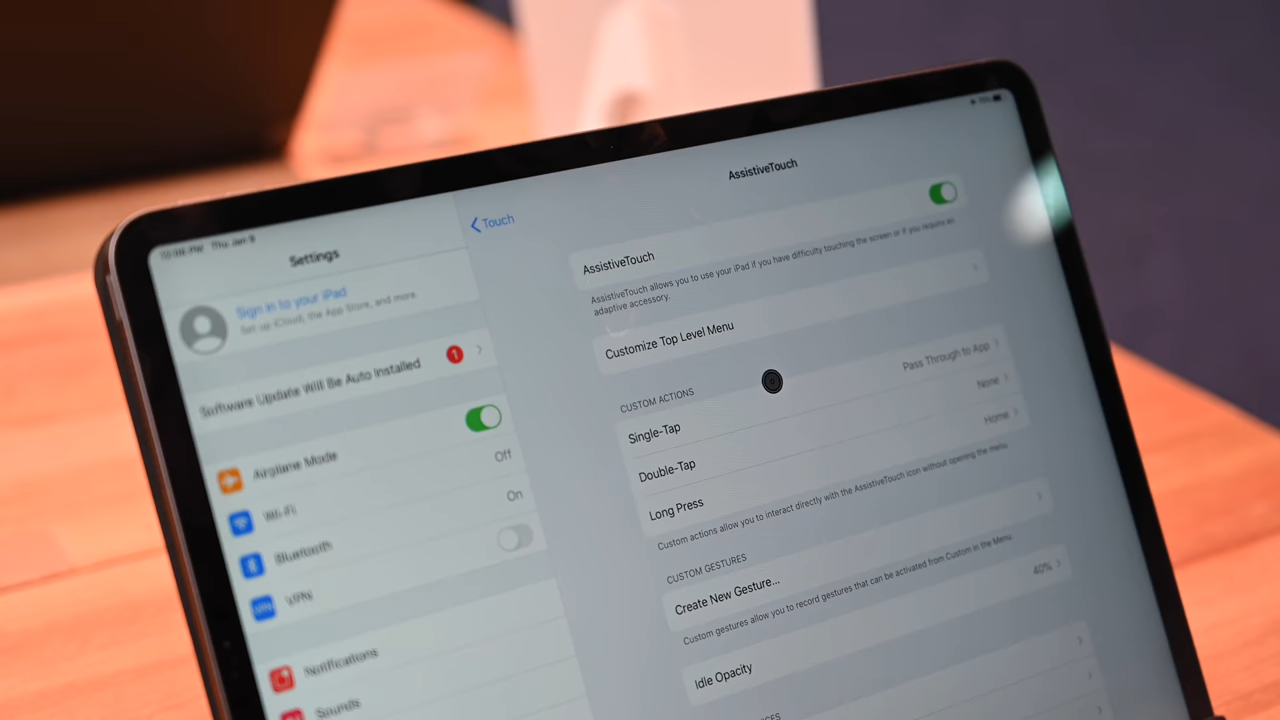 Thu Jan 9
Settings
Sign in to your iPad
Set up iCloud, the App Store, and more.
Software Update Will Be Auto Installed
1
Airplane Mode
Wi-Fi
Off
Bluetooth
On
VPN
VPN
Notifications
Sounds
Touch
AssistiveTouch
AssistiveTouch
AssistiveTouch allows you to use your iPad if you have difficulty touching the screen or if you require an
adaptive accessory.
Customize Top Level Menu
CUSTOM ACTIONS
Single-Tap
Pass Through to App
Double-Tap
None
Long Press
Home
Custom actions allow you to interact directly with the AssistiveTouch icon without opening the menu.
CUSTOM GESTURES
Create New Gesture...
Custom gestures allow you to record gestures that can be activated from Custom in the Menu.
Idle Opacity
40%